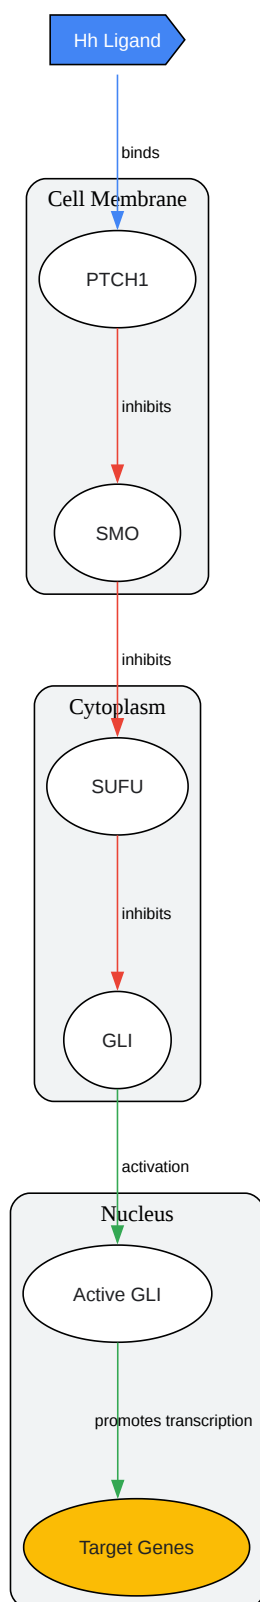 Hh Ligand
binds
Cell Membrane
PTCH1
inhibits
SMO
inhibits
Cytoplasm
SUFU
inhibits
GLI
activation
Nucleus
Active GLI
promotes transcription
Target Genes